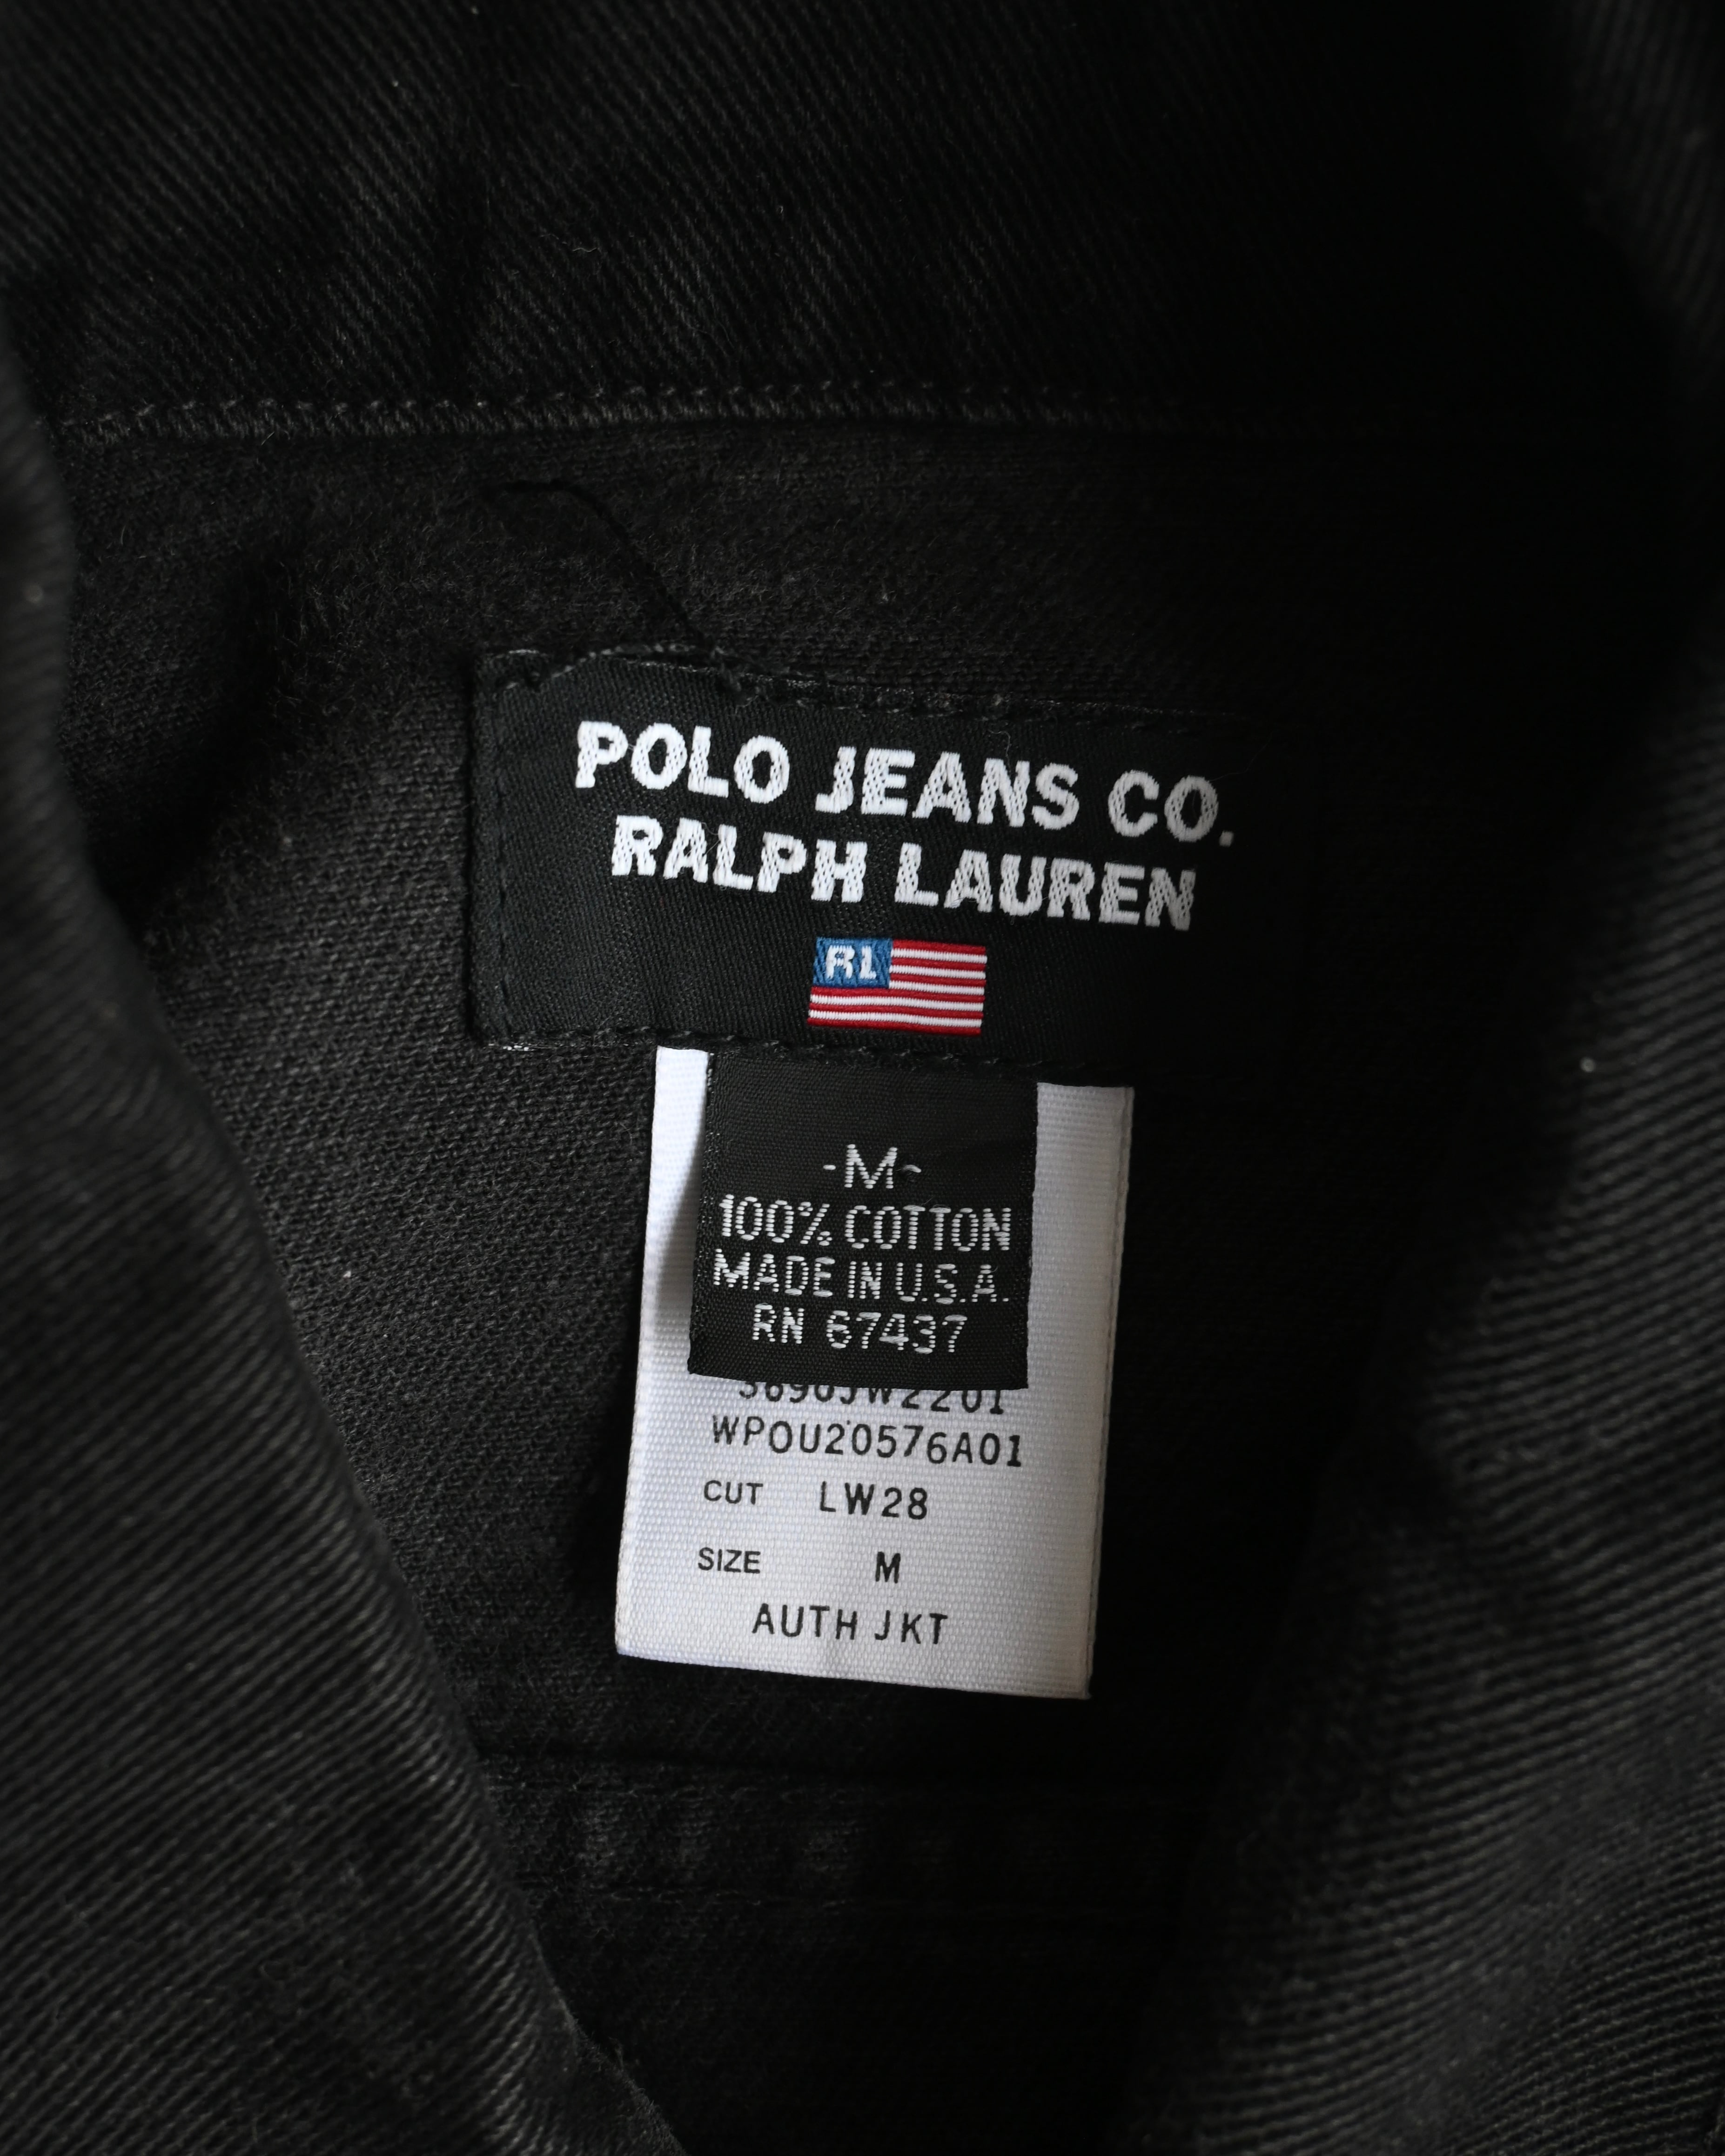 POLO JEANS CO.
RALPH LAUREN
RL
-M-
100% COTTON
MADE IN U.S.A.
RN 67437
WPOU20576A01
CUT LW28
SIZE M
AUTH JKT